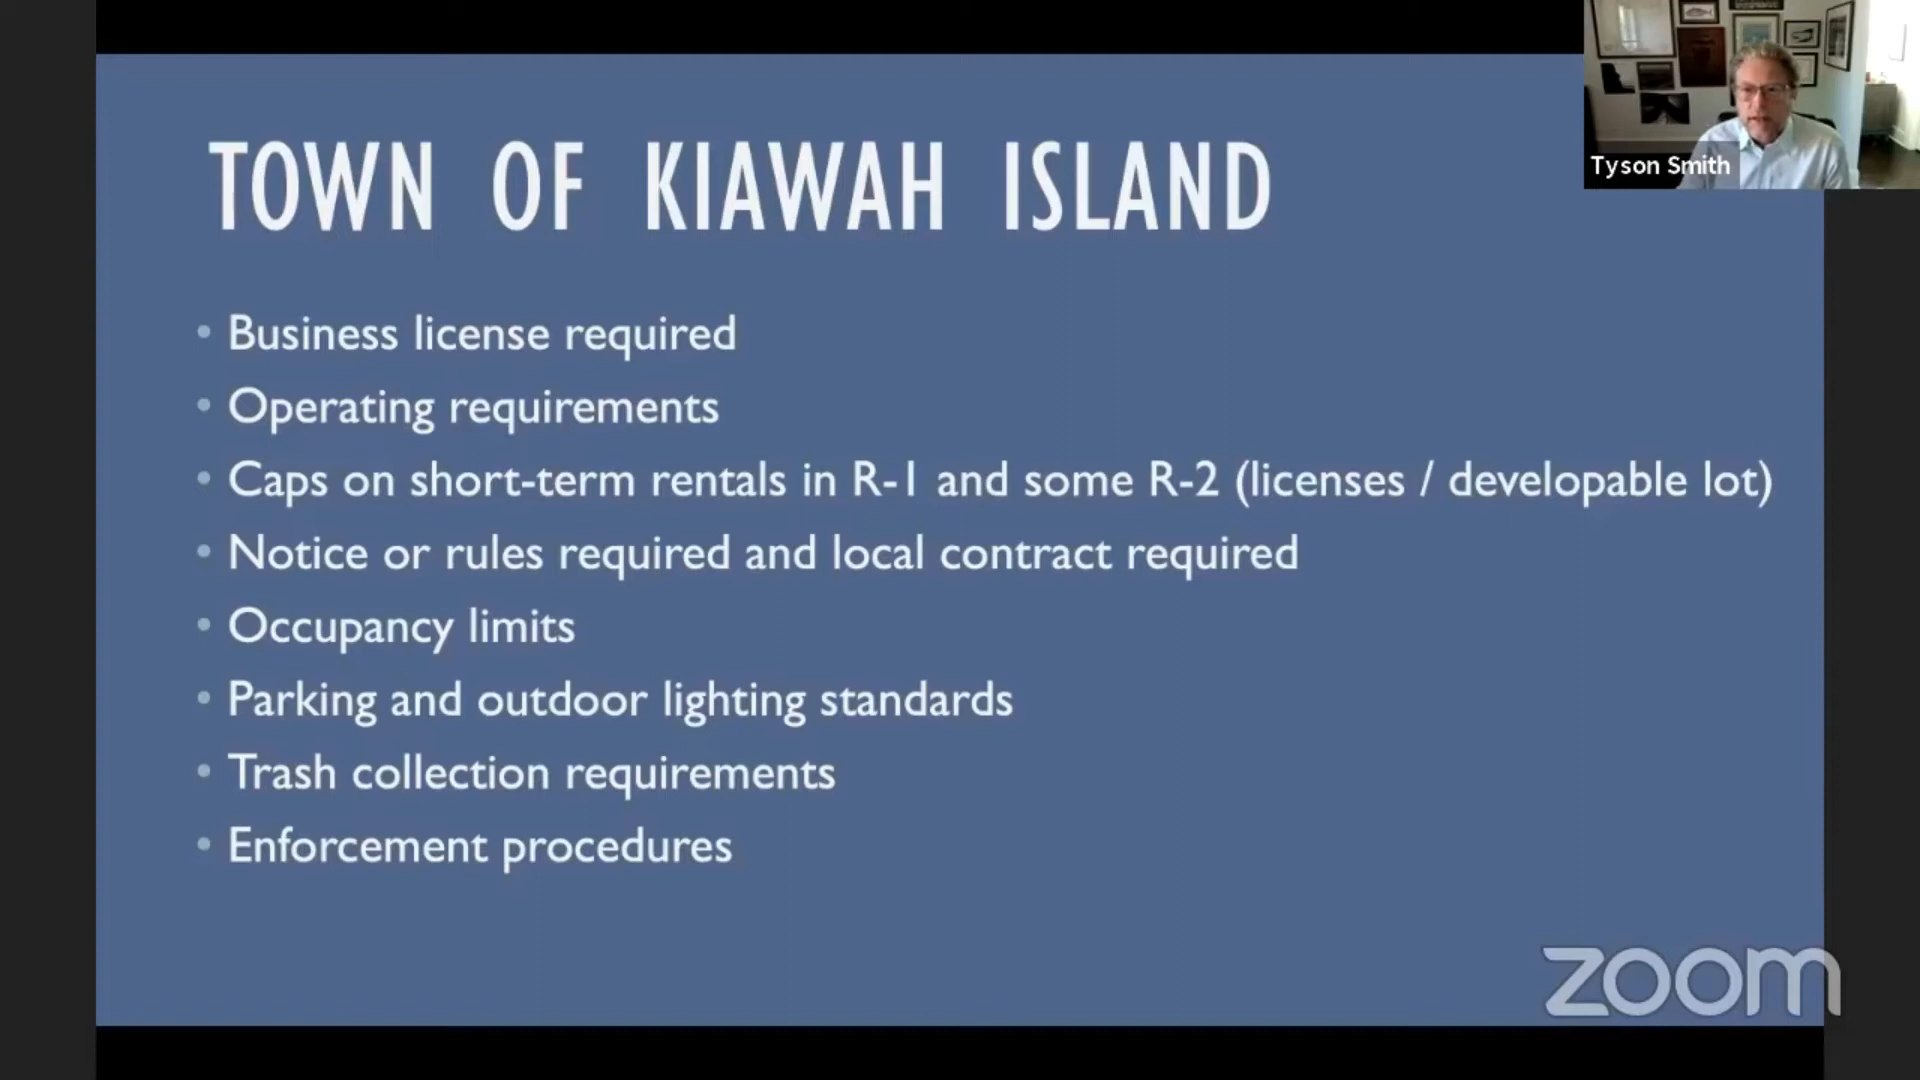 Tyson Smith
TOWN OF KIAWAH ISLAND
• Business license required
• Operating requirements
• Caps on short-term rentals in R-1 and some R-2 (licenses / developable lot)
• Notice or rules required and local contract required
• Occupancy limits
• Parking and outdoor lighting standards
• Trash collection requirements
• Enforcement procedures
zoom